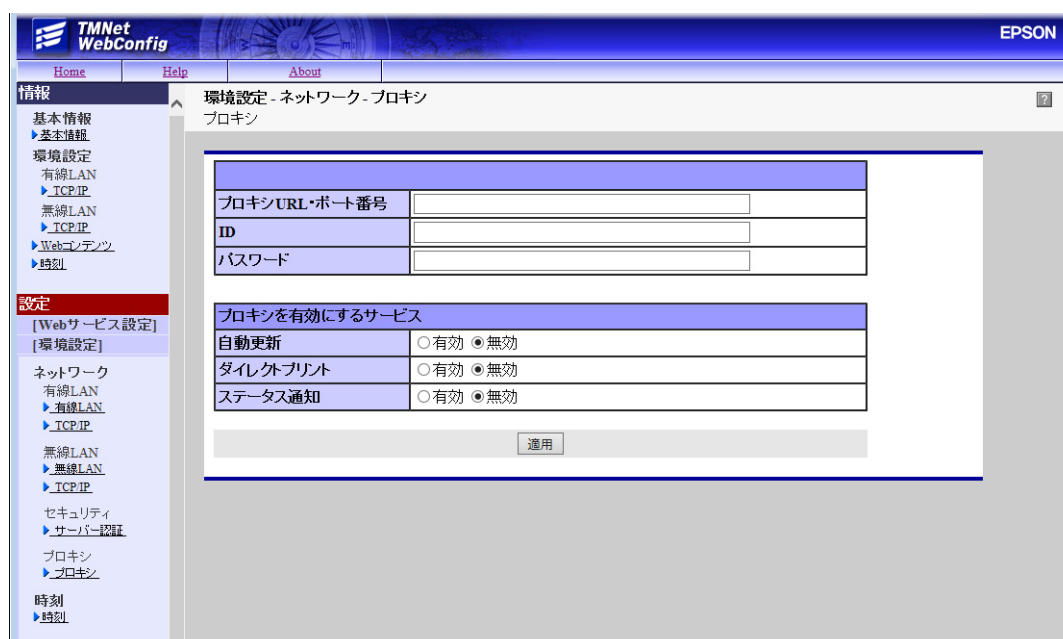 TMNet
WebConfig
EPSON
Home Help About
情報
基本情報
基本情報
環境設定
有線LAN
TCP/IP
無線LAN
TCP/IP
Webコンテンツ
時刻
設定
[Webサービス設定]
[環境設定]
ネットワーク
有線LAN
有線LAN
TCP/IP
無線LAN
無線LAN
TCP/IP
セキュリティ
サーバー認証
プロキシ
プロキシ
時刻
時刻
環境設定 - ネットワーク - プロキシ
?
プロキシ
プロキシURL・ポート番号
ID
パスワード
プロキシを有効にするサービス
自動更新 有効 無効
ダイレクトプリント 有効 無効
ステータス通知 有効 無効
適用